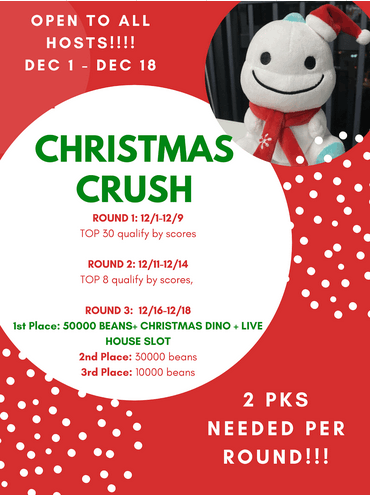 OPEN TO ALL
HOSTS!!!!
DEC 1 - DEC 18
CHRISTMAS
CRUSH
ROUND 1: 12/1-12/9
TOP 30 qualify by scores
ROUND 2: 12/11-12/14
TOP 8 qualify by scores,
ROUND 3: 12/16-12/18
1st Place: 50000 BEANS+ CHRISTMAS DINO + LIVE
HOUSE SLOT
2nd Place: 30000 beans
3rd Place: 10000 beans
2 PKS
NEEDED PER
ROUND!!!